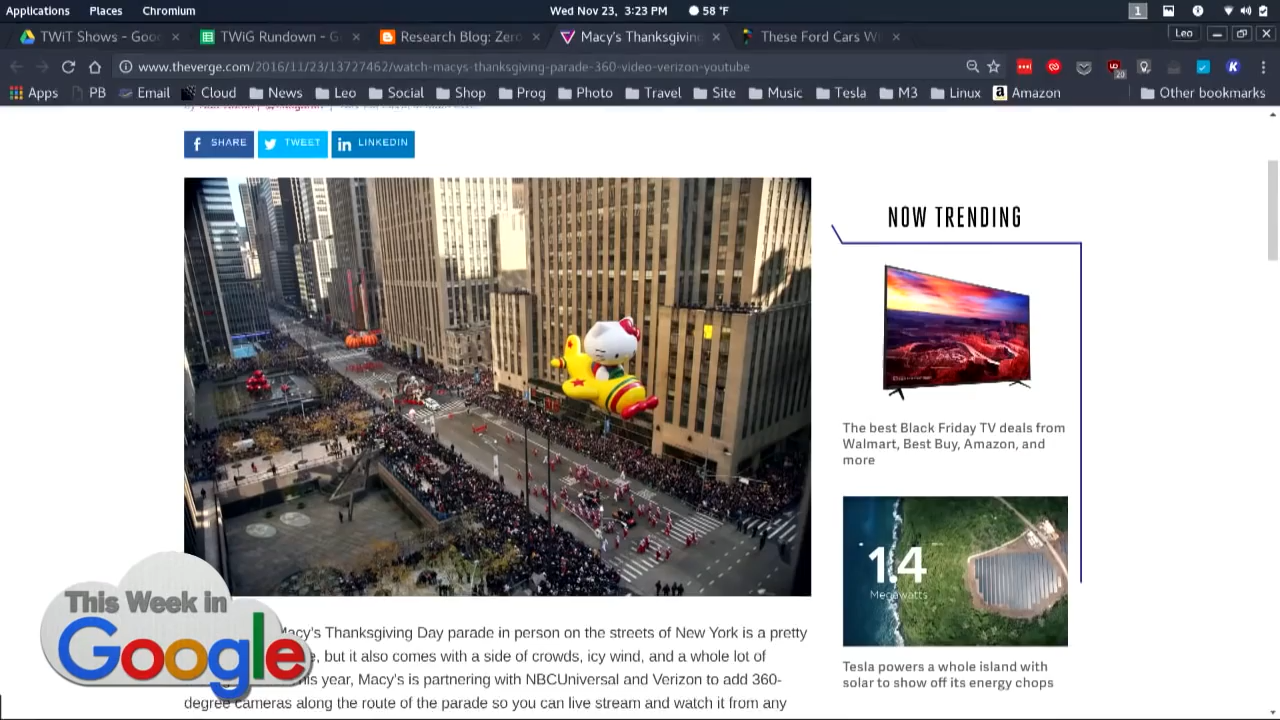 Applications Places Chromium Wed Nov 23, 3:23 PM 58 °F 1
TWiT Shows - Goo TWiG Rundown - G Research Blog: Zero Macy's Thanksgivin These Ford Cars W Leo
www.theverge.com/2016/11/23/13727462/watch-macys-thanksgiving-parade-360-video-verizon-youtube 20
Apps PB Email Cloud News Leo Social Shop Prog Photo Travel Site Music Tesla M3 Linux Amazon Other bookmarks
SHARE TWEET LINKEDIN
NOW TRENDING
The best Black Friday TV deals from
Walmart, Best Buy, Amazon, and
more
1.4
Megawatts
Tesla powers a whole island with
solar to show off its energy chops
This Week in
Google
Macy's Thanksgiving Day parade in person on the streets of New York is a pretty
, but it also comes with a side of crowds, icy wind, and a whole lot of
his year, Macy's is partnering with NBCUniversal and Verizon to add 360-
degree cameras along the route of the parade so you can live stream and watch it from any